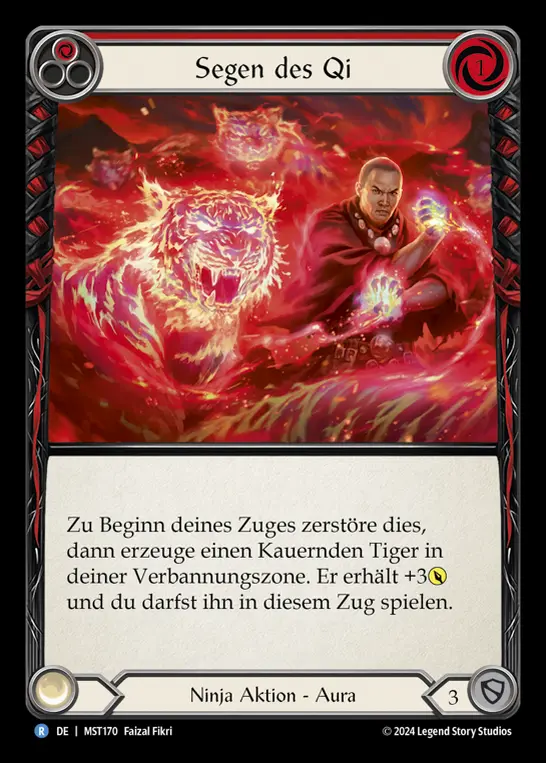 Segen des Qi
1
Zu Beginn deines Zuges zerstöre dies,
dann erzeuge einen Kauernden Tiger in
deiner Verbannungszone. Er erhält +3
und du darfst ihn in diesem Zug spielen.
Ninja Aktion - Aura
3
R DE | MST170 Faizal Fikri
© 2024 Legend Story Studios